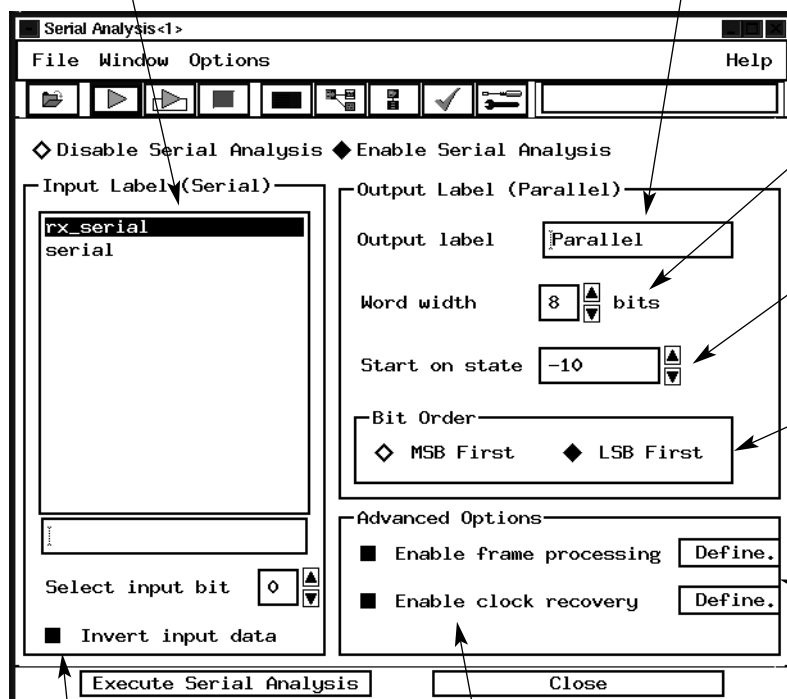 Serial Analysis<1>
File Window Options Help
Disable Serial Analysis Enable Serial Analysis
Input Label (Serial)
rx_serial
serial
Select input bit 0
Invert input data
Output Label (Parallel)
Output label Parallel
Word width 8 bits
Start on state -10
Bit Order
MSB First LSB First
Advanced Options
Enable frame processing Define.
Enable clock recovery Define.
Execute Serial Analysis Close